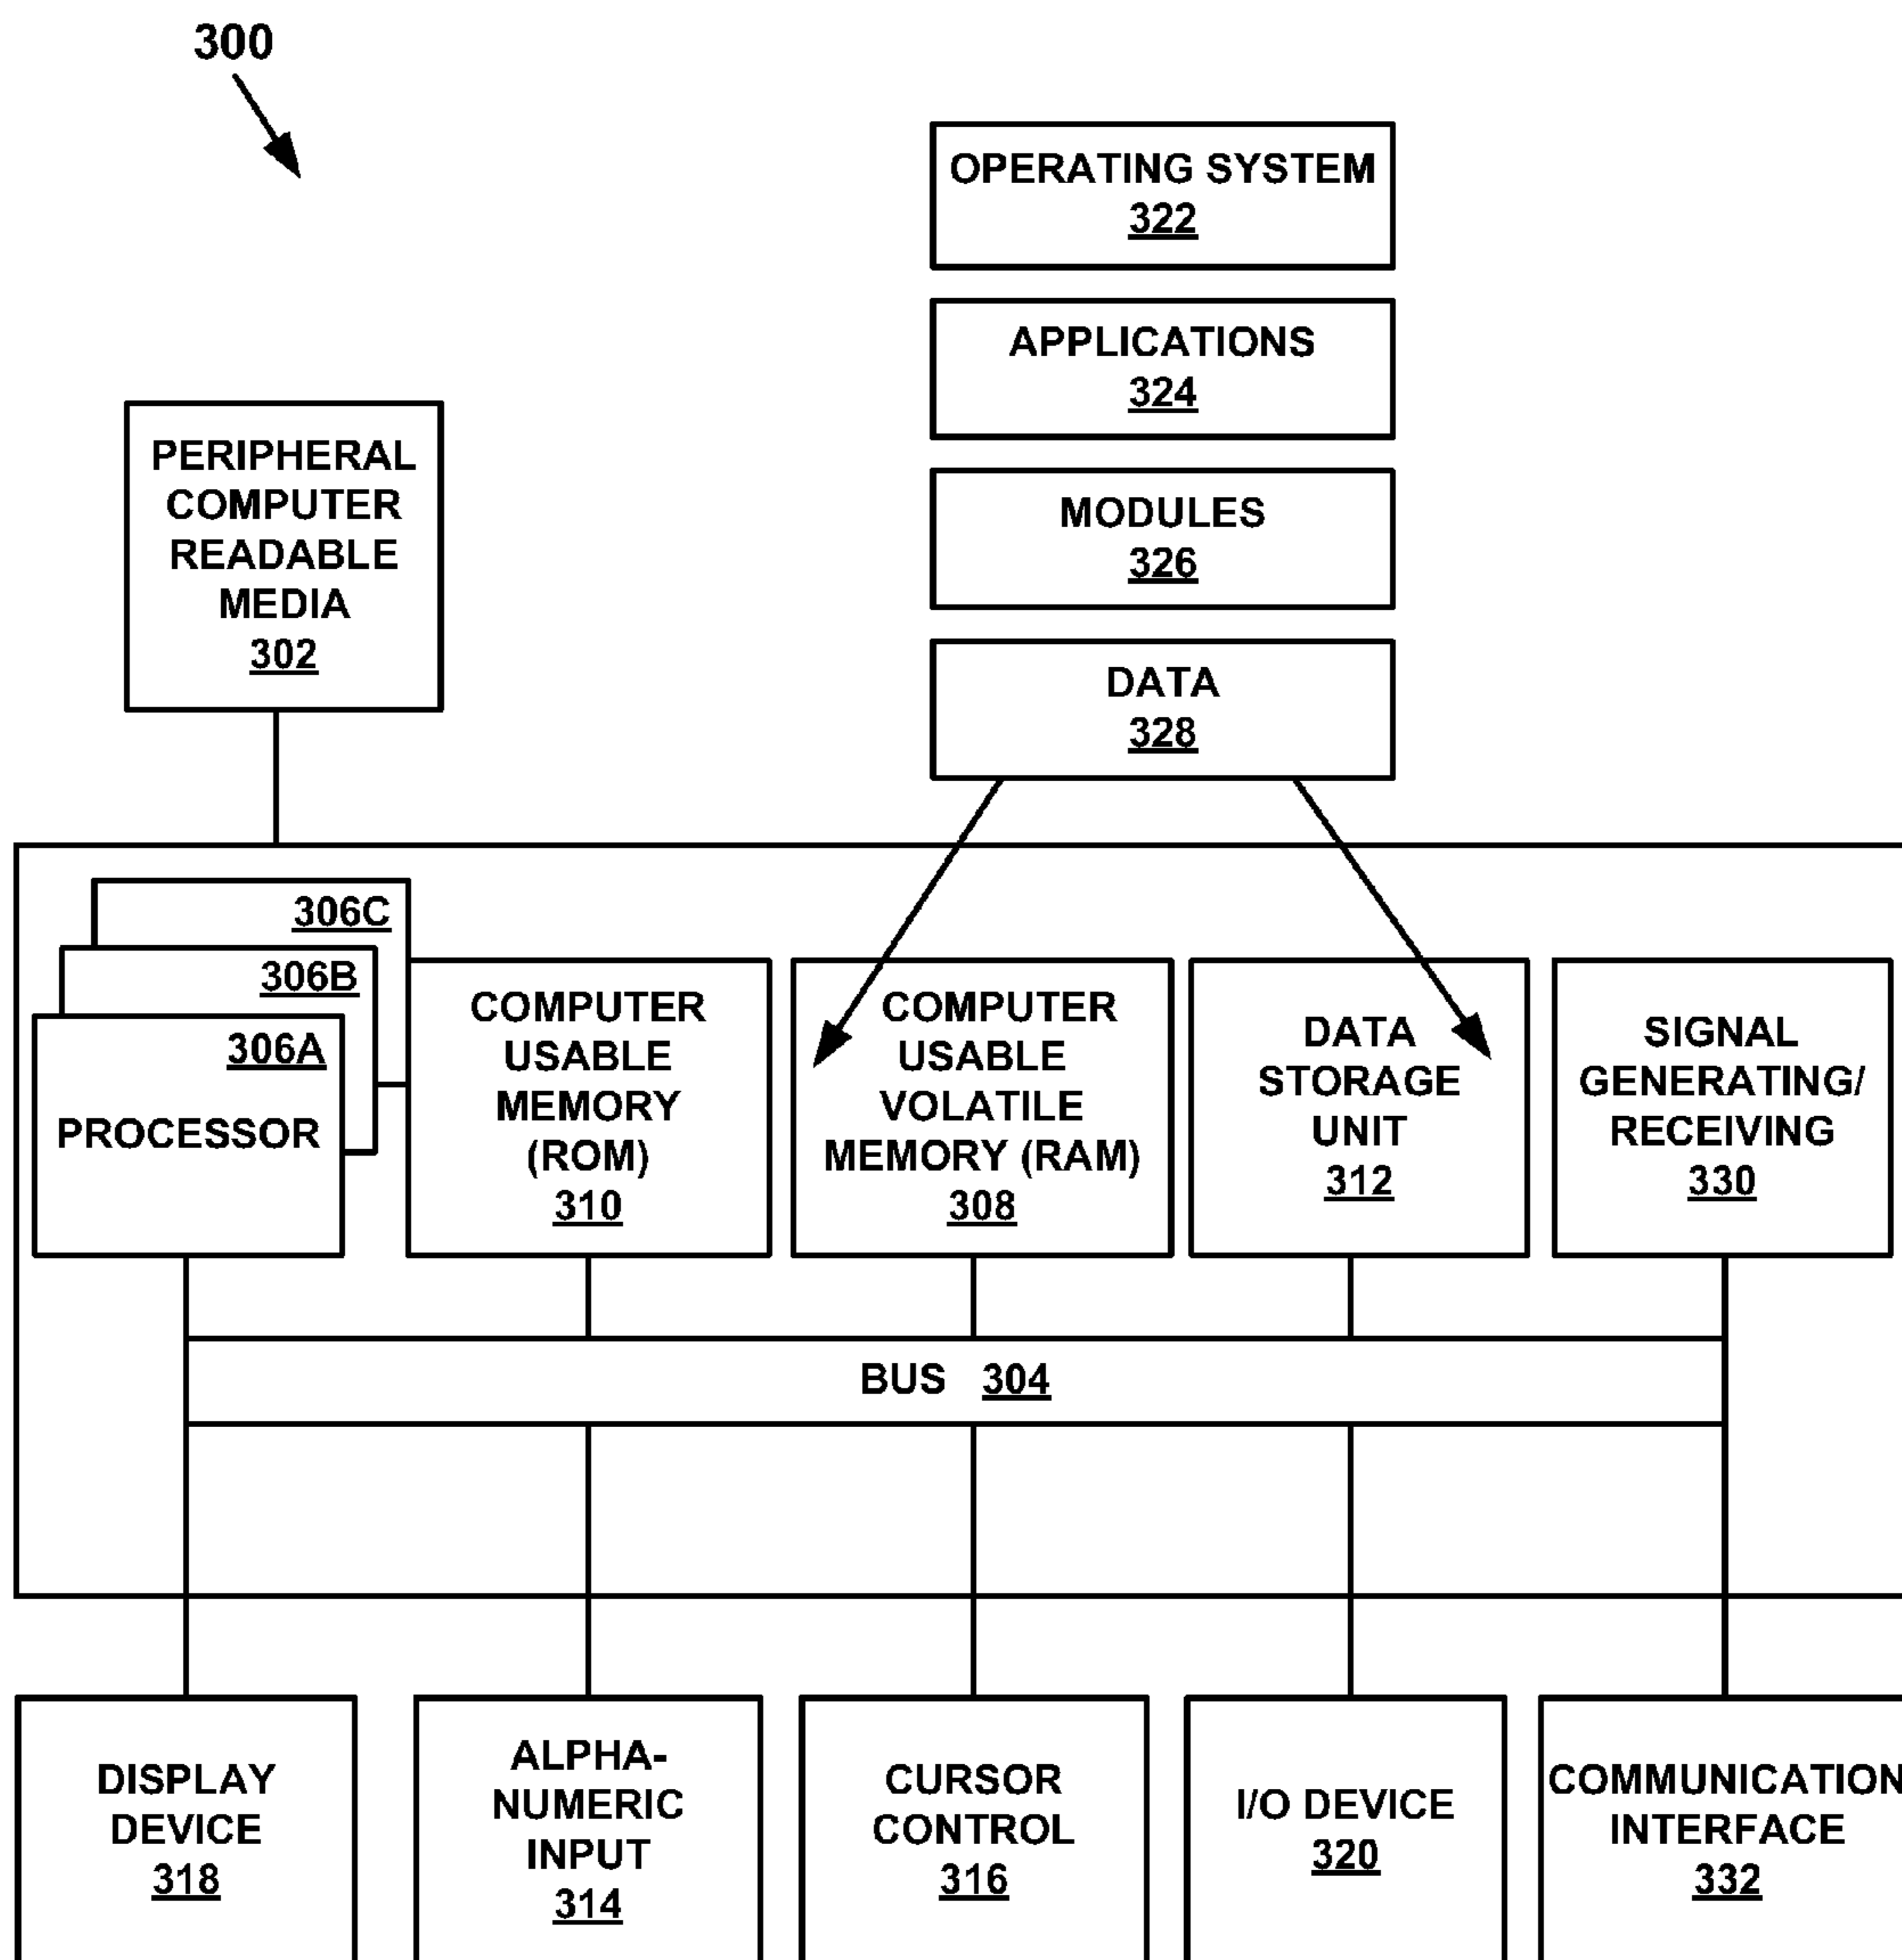 300
OPERATING SYSTEM
322
APPLICATIONS
324
MODULES
326
DATA
328
PERIPHERAL
COMPUTER
READABLE
MEDIA
302
306C
306B
306A
PROCESSOR
COMPUTER
USABLE
MEMORY
(ROM)
310
COMPUTER
USABLE
VOLATILE
MEMORY (RAM)
308
DATA
STORAGE
UNIT
312
SIGNAL
GENERATING/
RECEIVING
330
BUS 304
DISPLAY
DEVICE
318
ALPHA-
NUMERIC
INPUT
314
CURSOR
CONTROL
316
I/O DEVICE
320
COMMUNICATION
INTERFACE
332